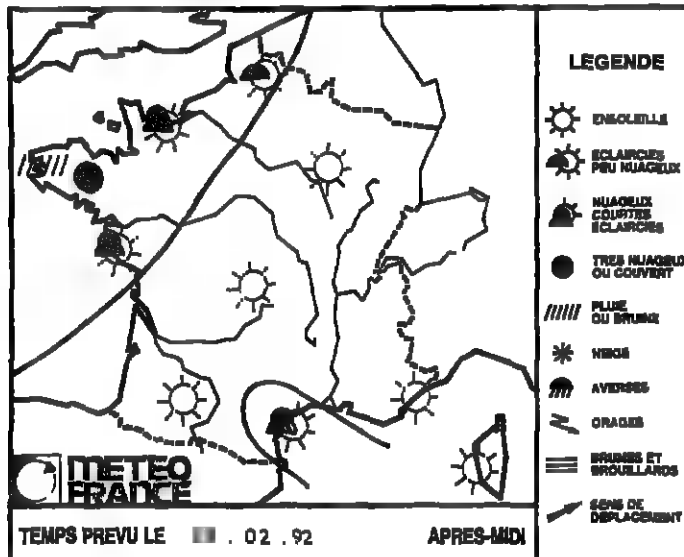 LEGENDE
ENSOLEILLE
ECLAIRCIES
PEU NUAGEUX
NUAGEUX
COURTES
ECLAIRCIES
TRES NUAGEUX
OU COUVERT
PLUIE
OU BRUINE
NEIGE
AVERSES
ORAGES
BRUMES ET
BROUILLARDS
SENS DE
DEPLACEMENT
METEO
FRANCE
TEMPS PREVU LE . 02 . 92 APRES-MIDI